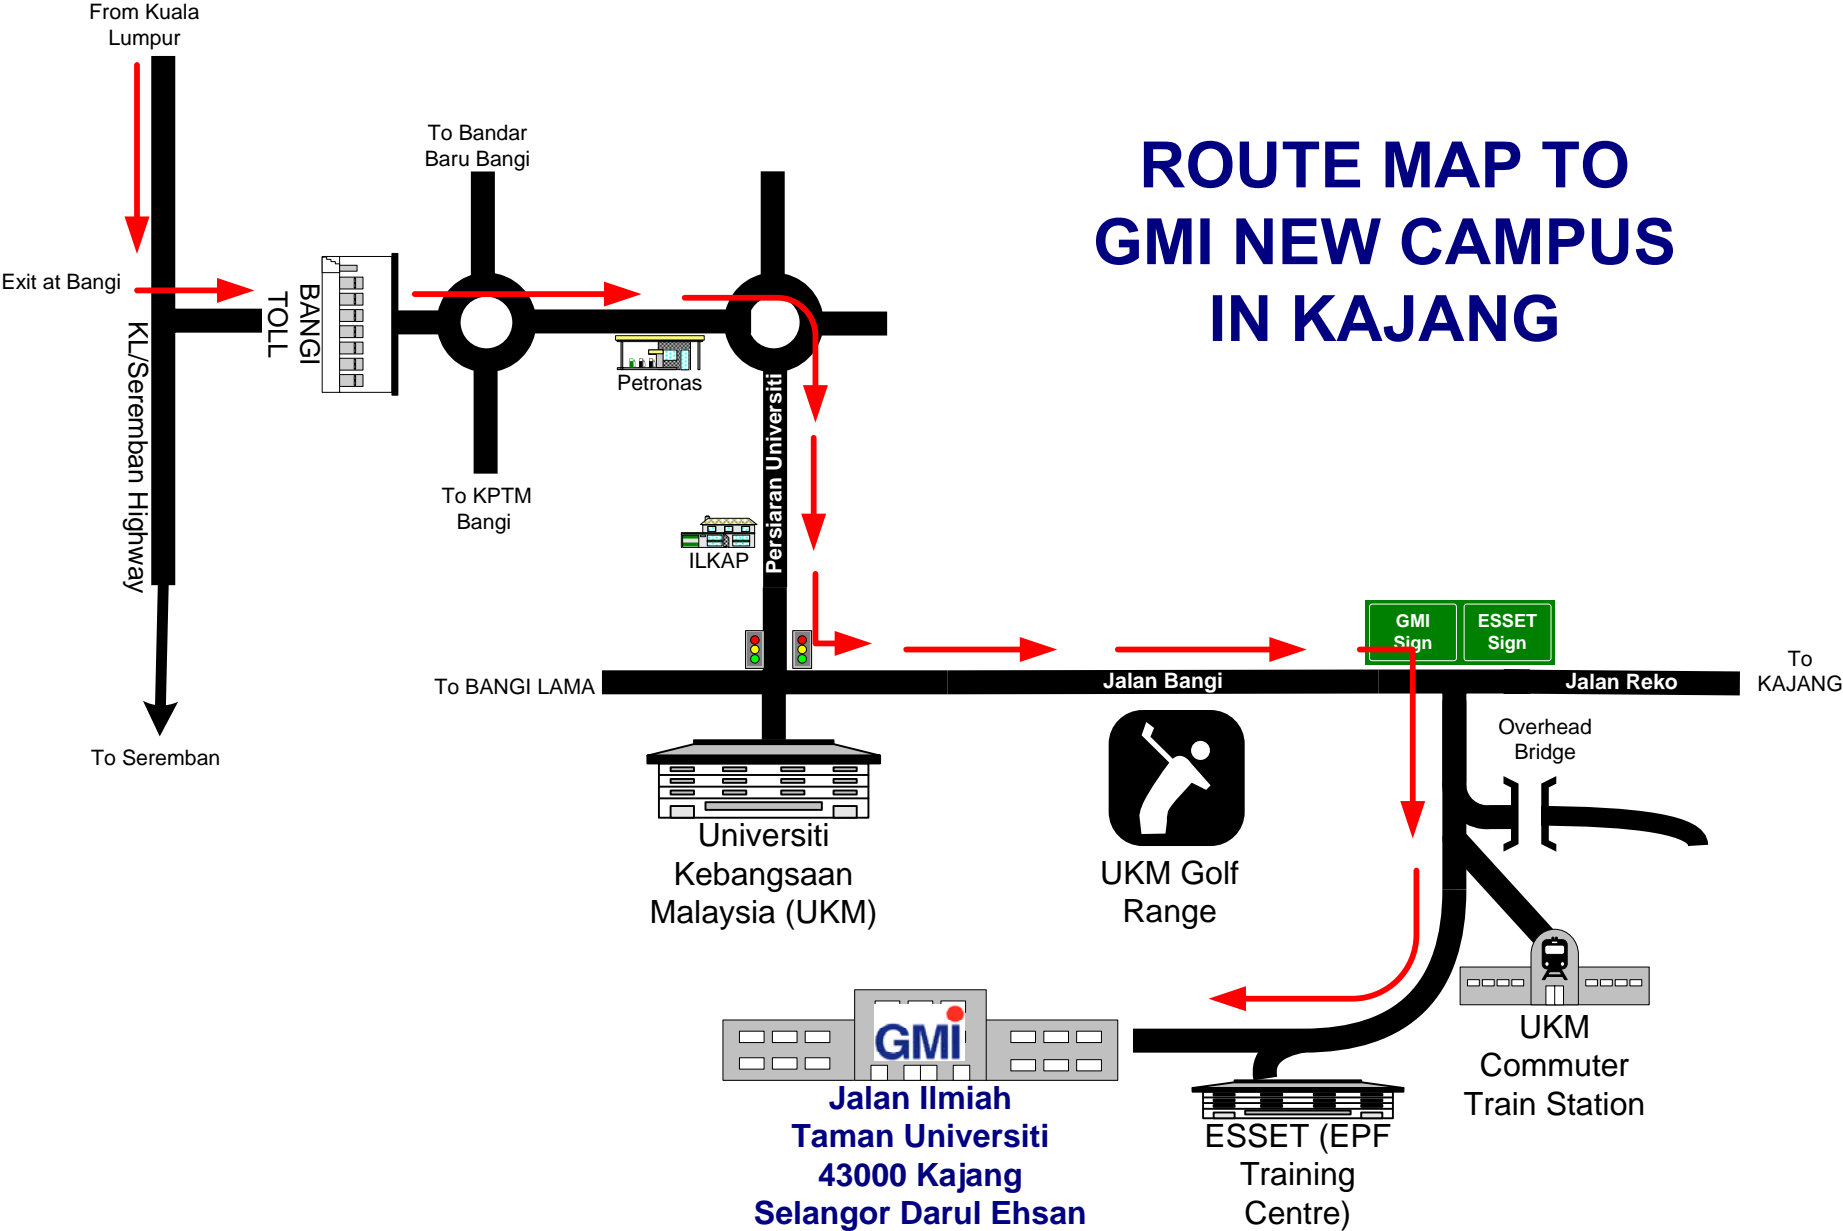 From Kuala
Lumpur
ROUTE MAP TO
GMI NEW CAMPUS
IN KAJANG
To Bandar
Baru Bangi
Exit at Bangi
BANGI
TOLL
KL/Seremban Highway
Petronas
Persiaran Universiti
To KPTM
Bangi
ILKAP
GMI
Sign
ESSET
Sign
To BANGI LAMA
Jalan Bangi
Jalan Reko
To
KAJANG
To Seremban
Overhead
Bridge
Universiti
Kebangsaan
Malaysia (UKM)
UKM Golf
Range
GMI
UKM
Commuter
Train Station
Jalan Ilmiah
Taman Universiti
43000 Kajang
Selangor Darul Ehsan
ESSET (EPF
Training
Centre)